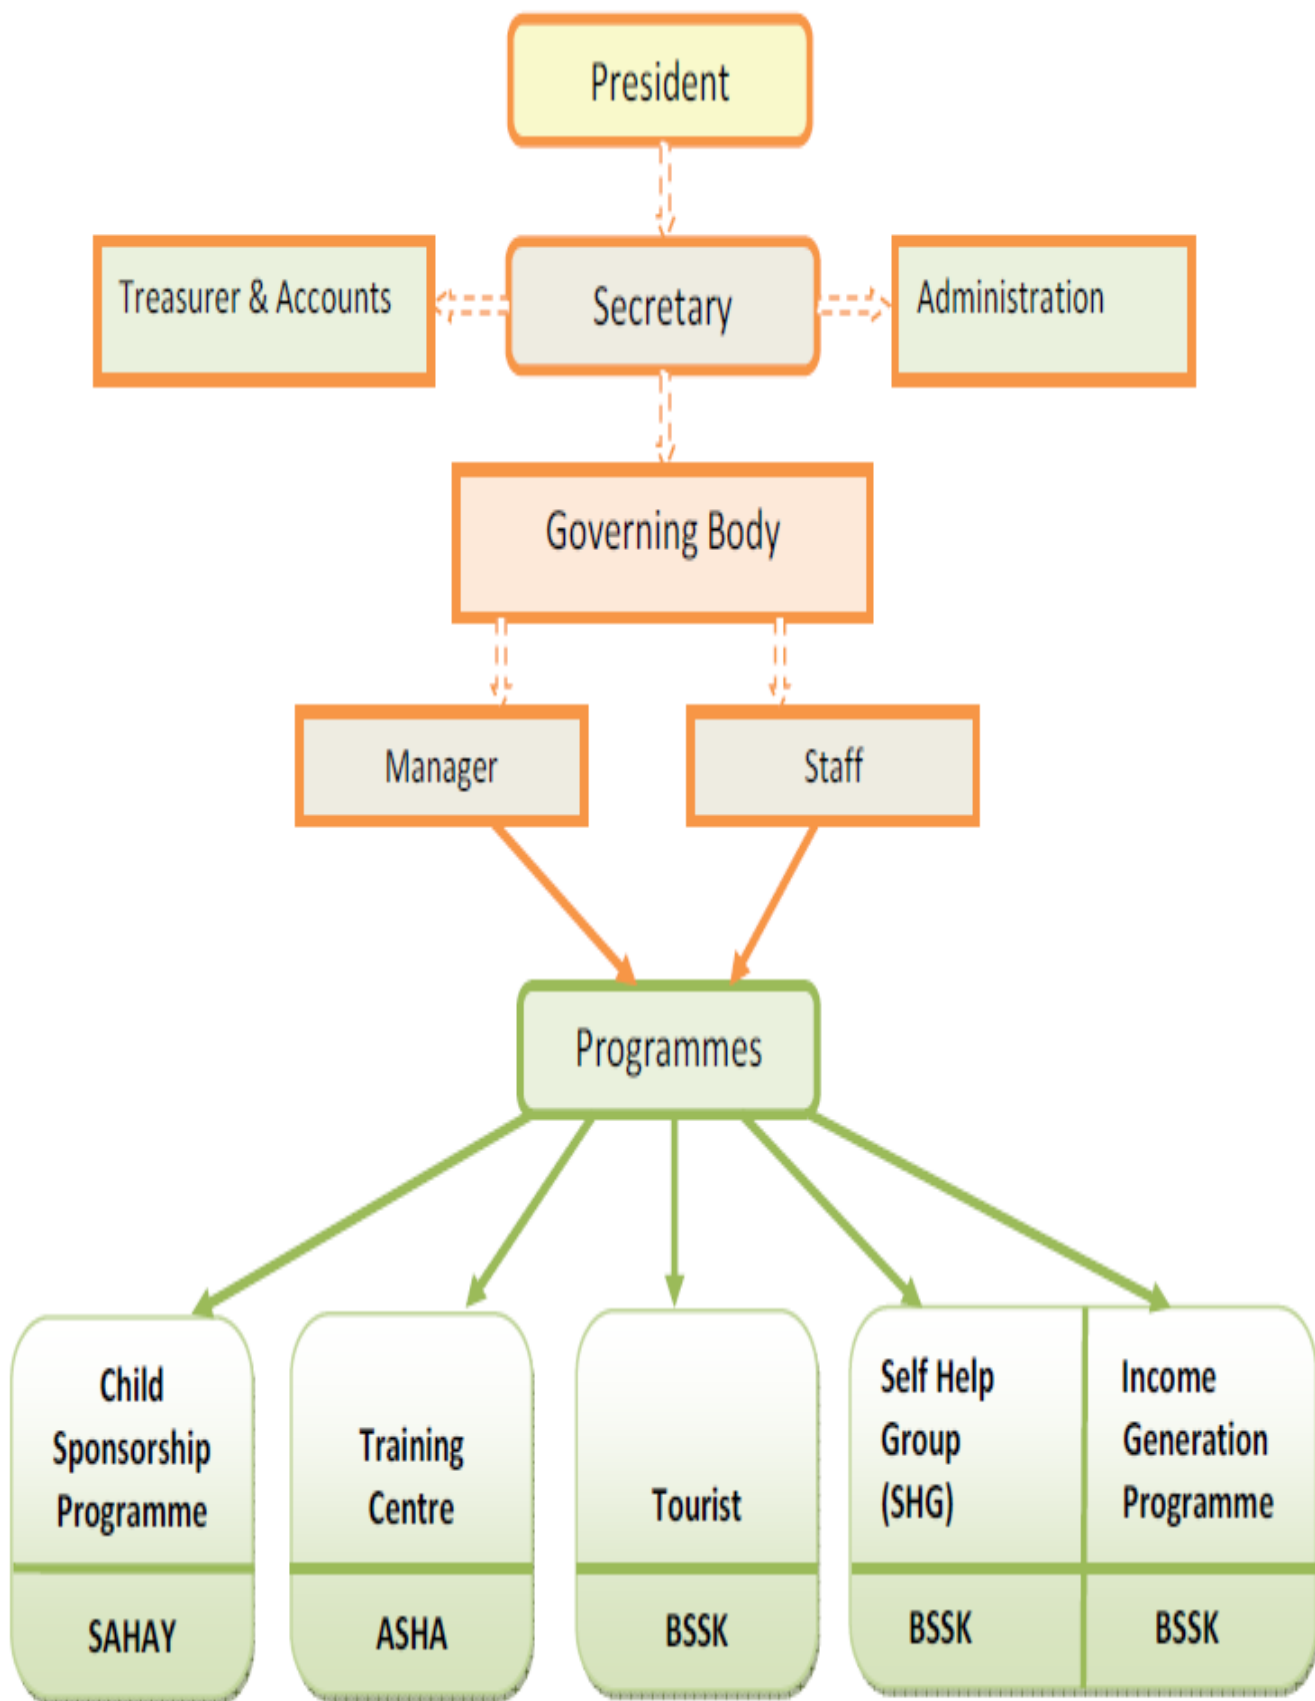 President
Treasurer & Accounts
Secretary
Administration
Governing Body
Manager
Staff
Programmes
Child
Sponsorship
Programme
SAHAY
Training
Centre
ASHA
Tourist
BSSK
Self Help
Group
(SHG)
BSSK
Income
Generation
Programme
BSSK